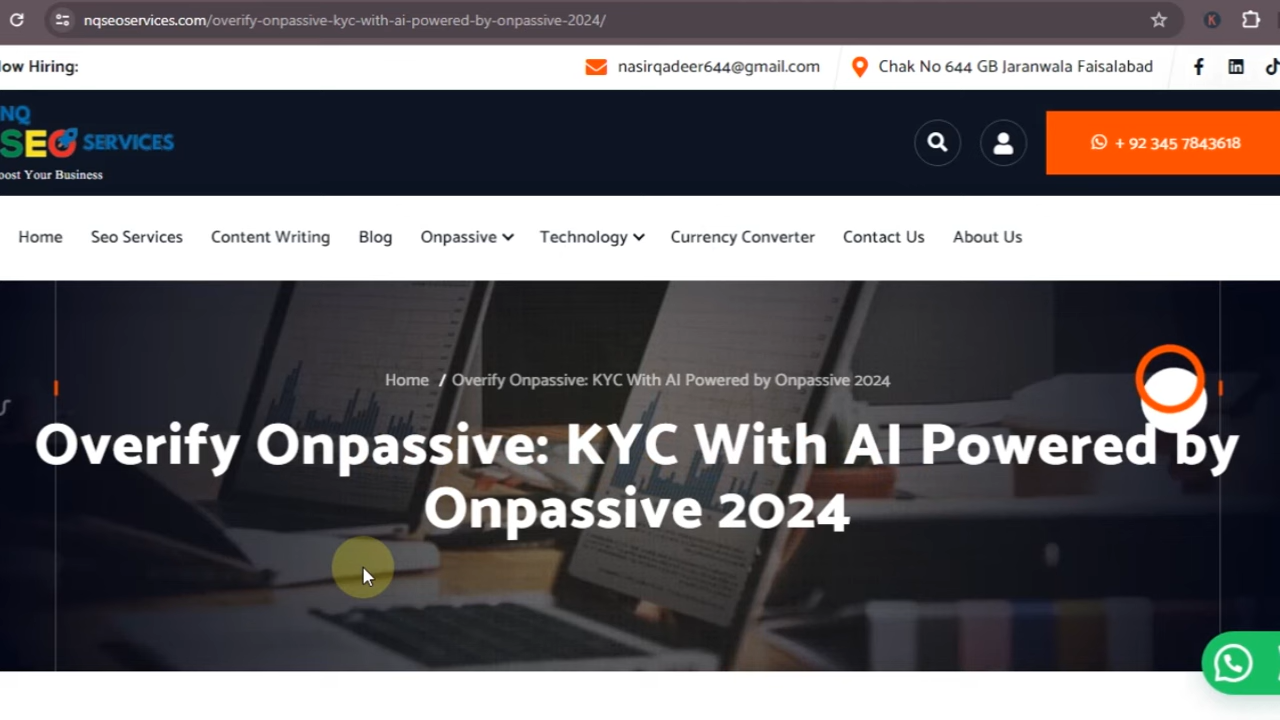 nqseoservices.com/overify-onpassive-kyc-with-ai-powered-by-onpassive-2024/
ow Hiring:
nasirqadeer644@gmail.com
Chak No 644 GB Jaranwala Faisalabad
NQ
SEO SERVICES
oost Your Business
+ 92 345 7843618
Home Seo Services Content Writing Blog Onpassive Technology Currency Converter Contact Us About Us
Home / Overify Onpassive: KYC With AI Powered by Onpassive 2024
Overify Onpassive: KYC With AI Powered by
Onpassive 2024